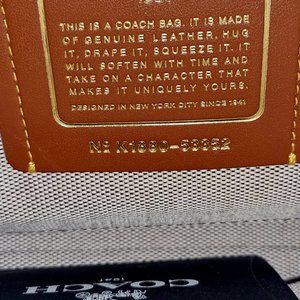 THIS IS A COACH BAG. IT IS MADE
OF GENUINE LEATHER, HUG
IT, DRAPE IT, SQUEEZE IT. IT
WILL SOFTEN WITH TIME AND
TAKE ON A CHARACTER THAT
MAKES IT UNIQUELY YOURS.
DESIGNED IN NEW YORK CITY SINCE 1941
Nº K1880-53352
COACH
1941